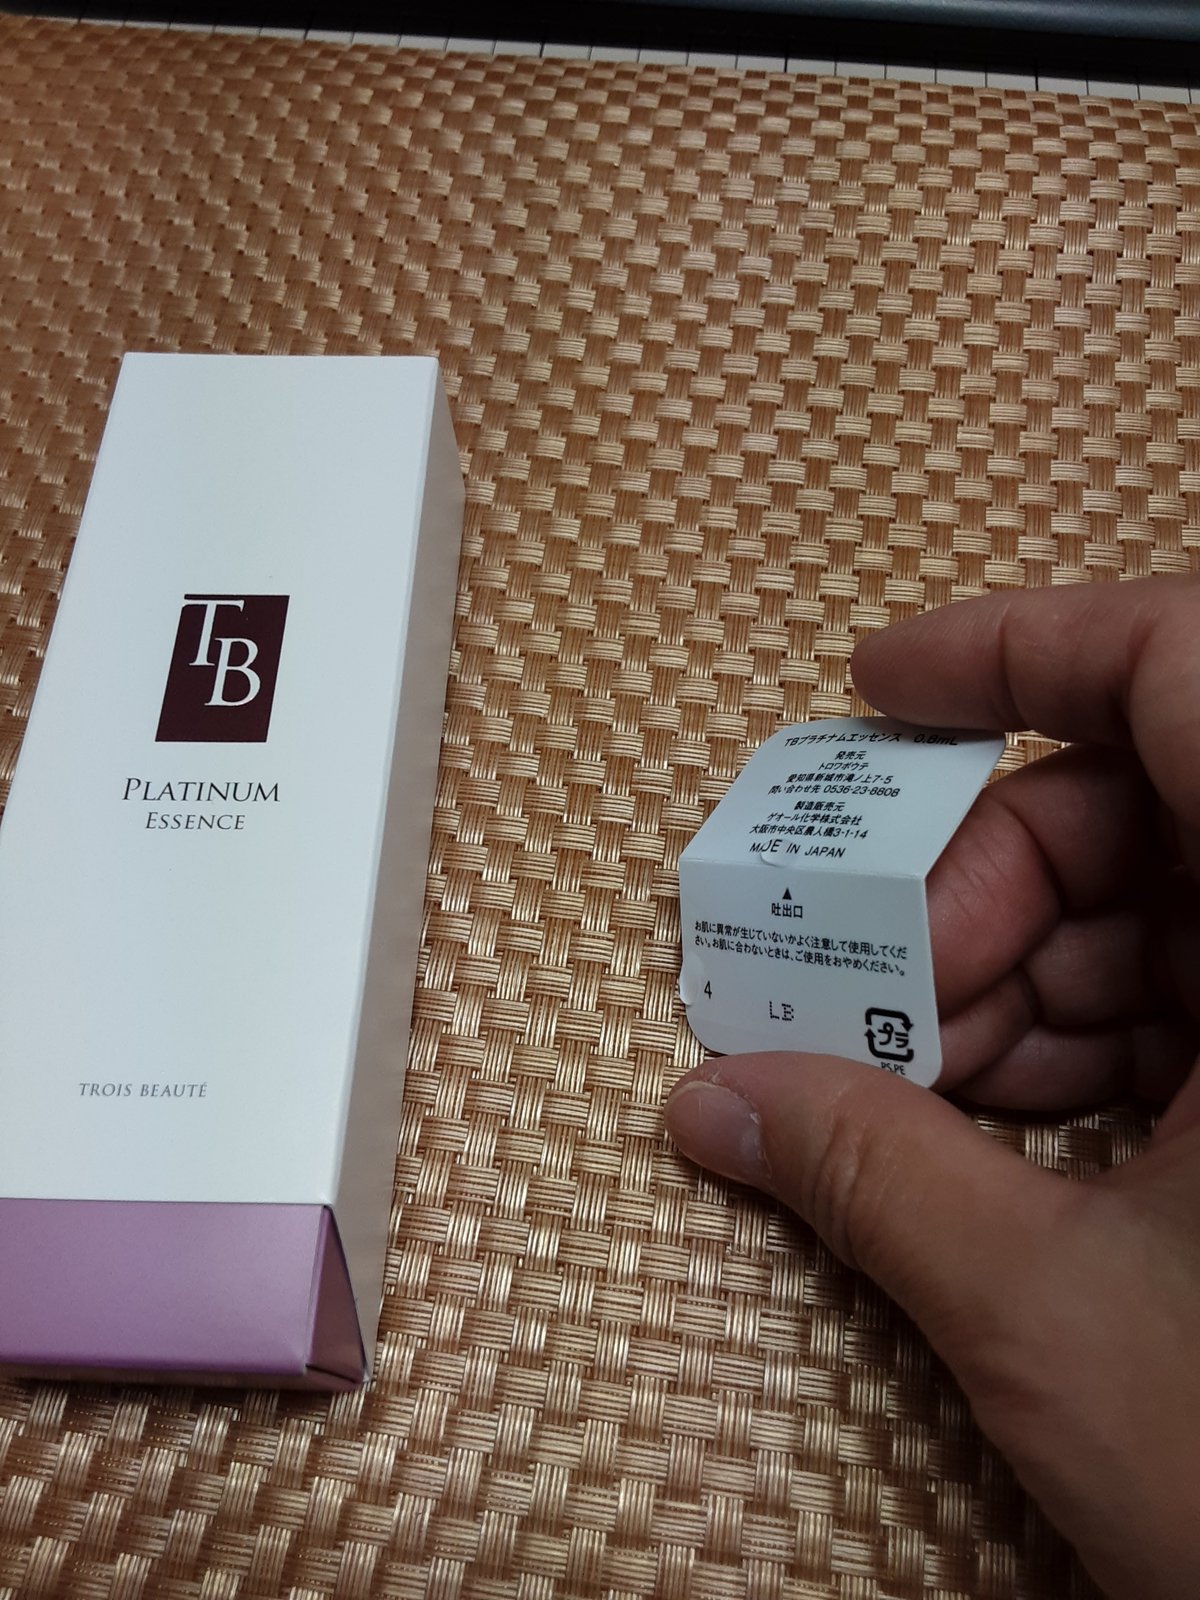 TB
PLATINUM
ESSENCE
TROIS BEAUTÉ
TBプラチナムエッセンス 0.8mL
発売元
トロワボウテ
愛知県新城市滝ノ上7-5
問い合わせ先 0536-23-8808
製造販売元
ゲオール化学株式会社
大阪市中央区農人橋3-1-14
MADE IN JAPAN
▲
吐出口
お肌に異常が生じていないかよく注意して使用してくだ
さい。お肌に合わないときは、ご使用をおやめください。
4
LB
プラ
PS,PE